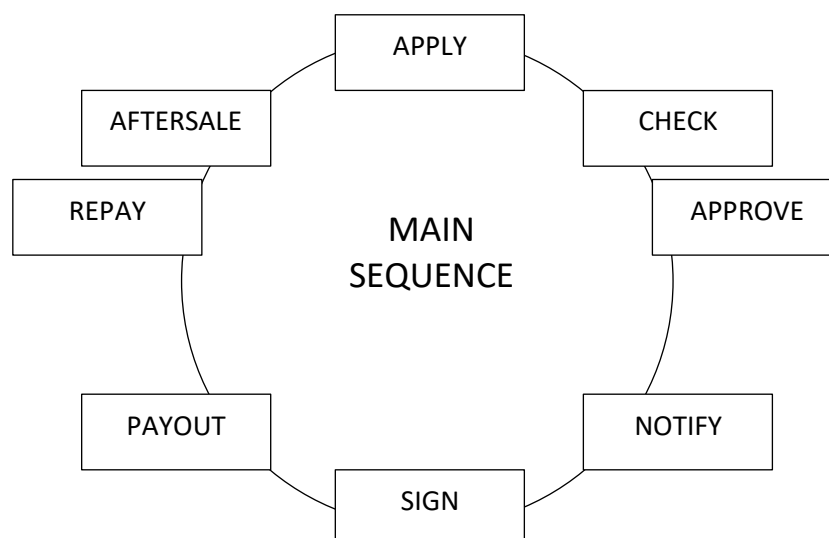 APPLY
AFTERSALE
CHECK
REPAY
APPROVE
MAIN
SEQUENCE
PAYOUT
NOTIFY
SIGN